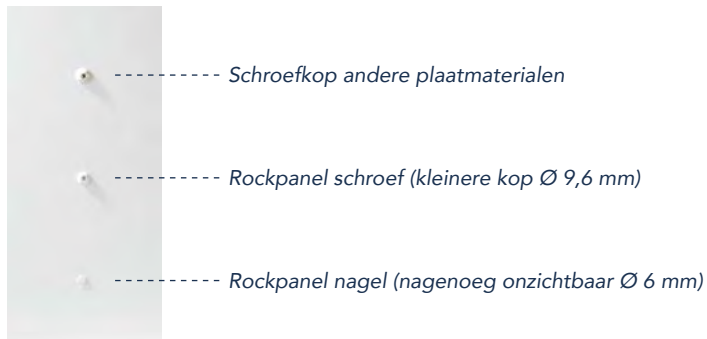 Schroefkop andere plaatmaterialen
Rockpanel schroef (kleinere kop Ø 9,6 mm)
Rockpanel nagel (nagenoeg onzichtbaar Ø 6 mm)